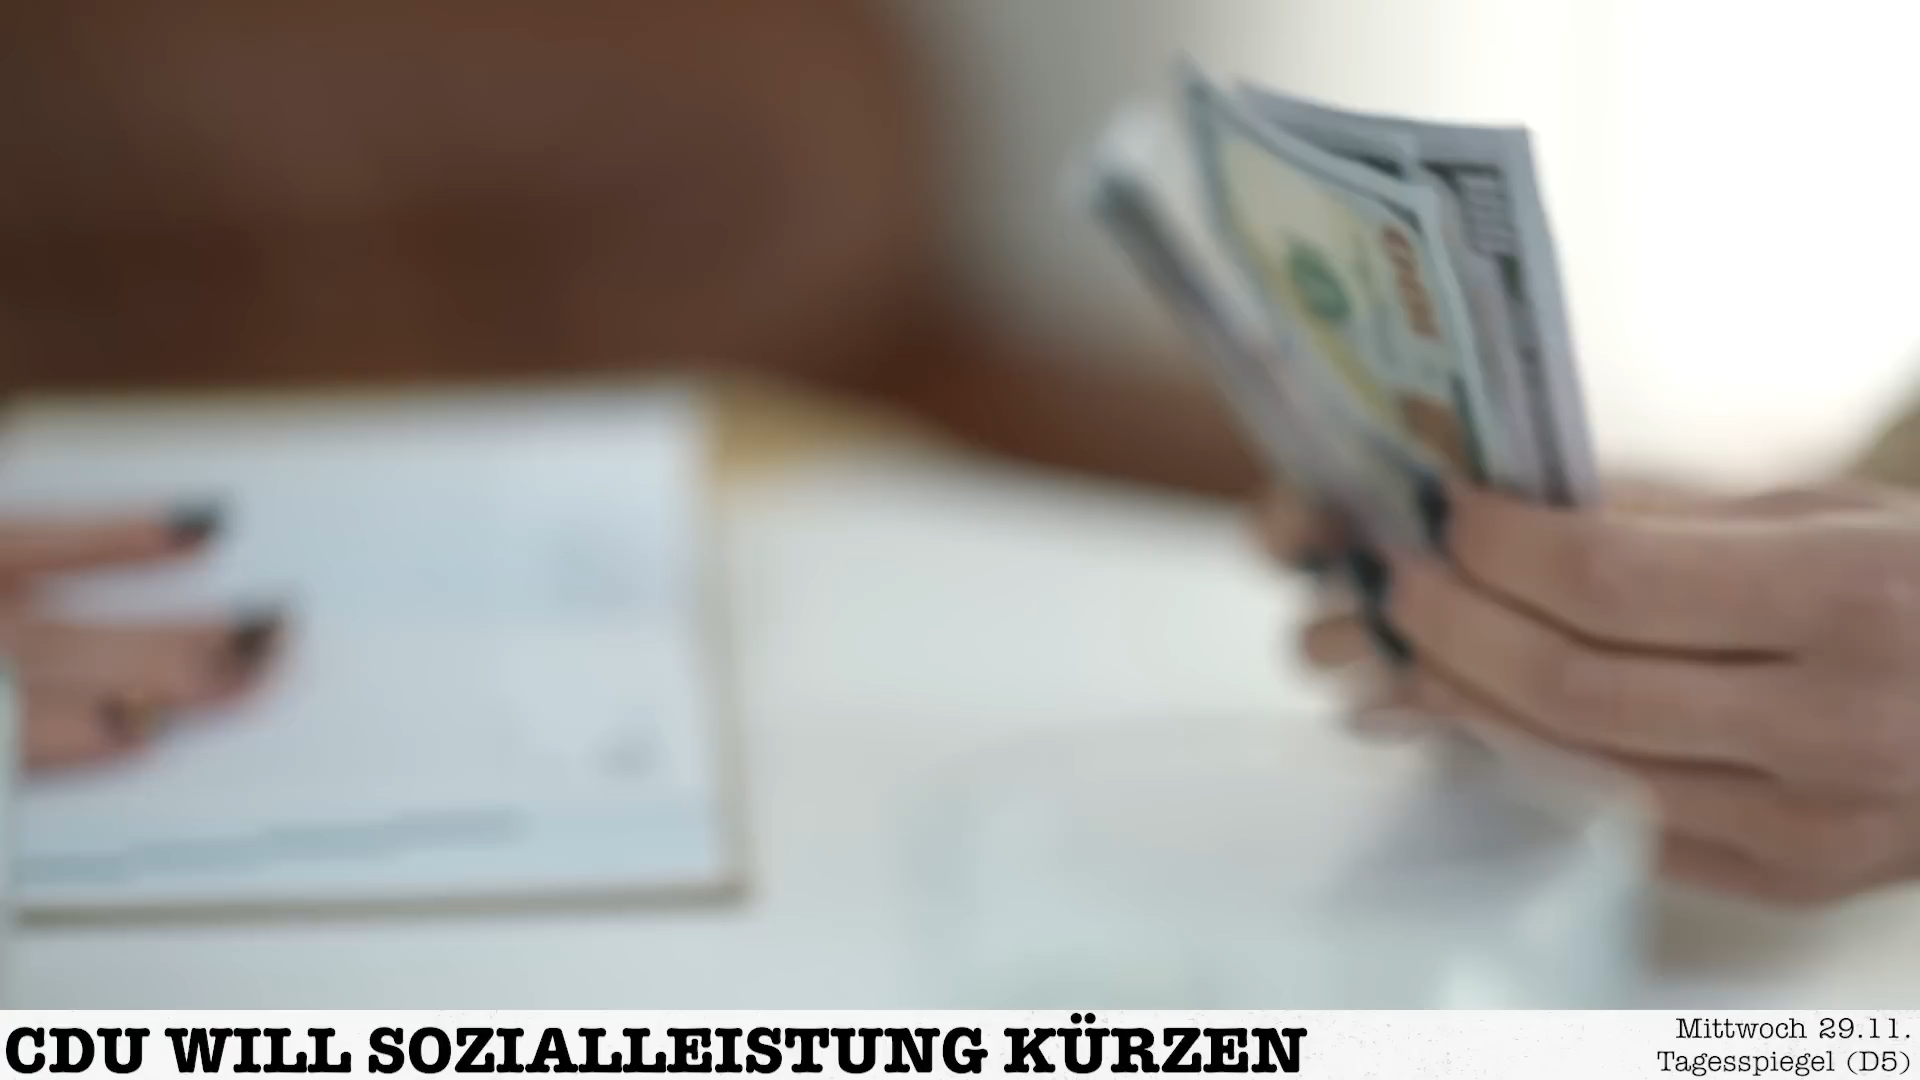 CDU WILL SOZIALLEISTUNG KÜRZEN
Mittwoch 29.11.
Tagesspiegel (D5)